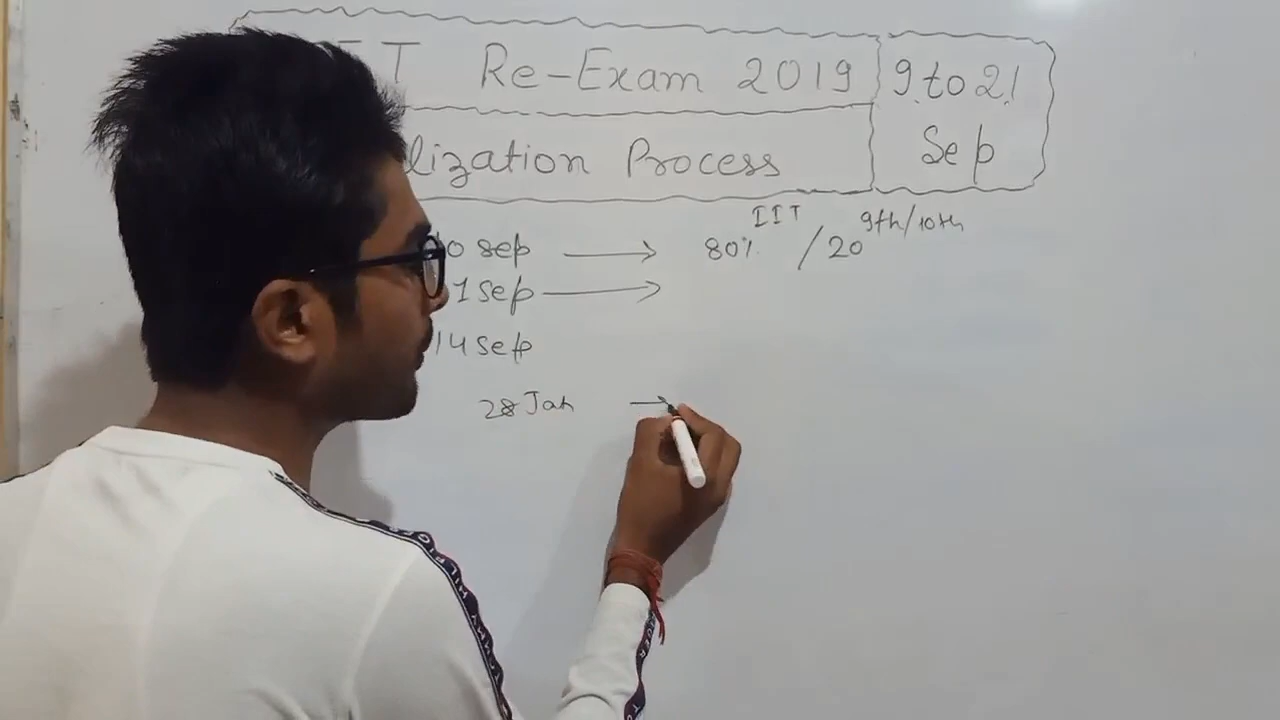 IT Re-Exam 2019
9 to 21
Sep
lization Process
0 sep → 80% IIT / 20 9th/10th
1 Sep →
14 Sep
28 Jan →